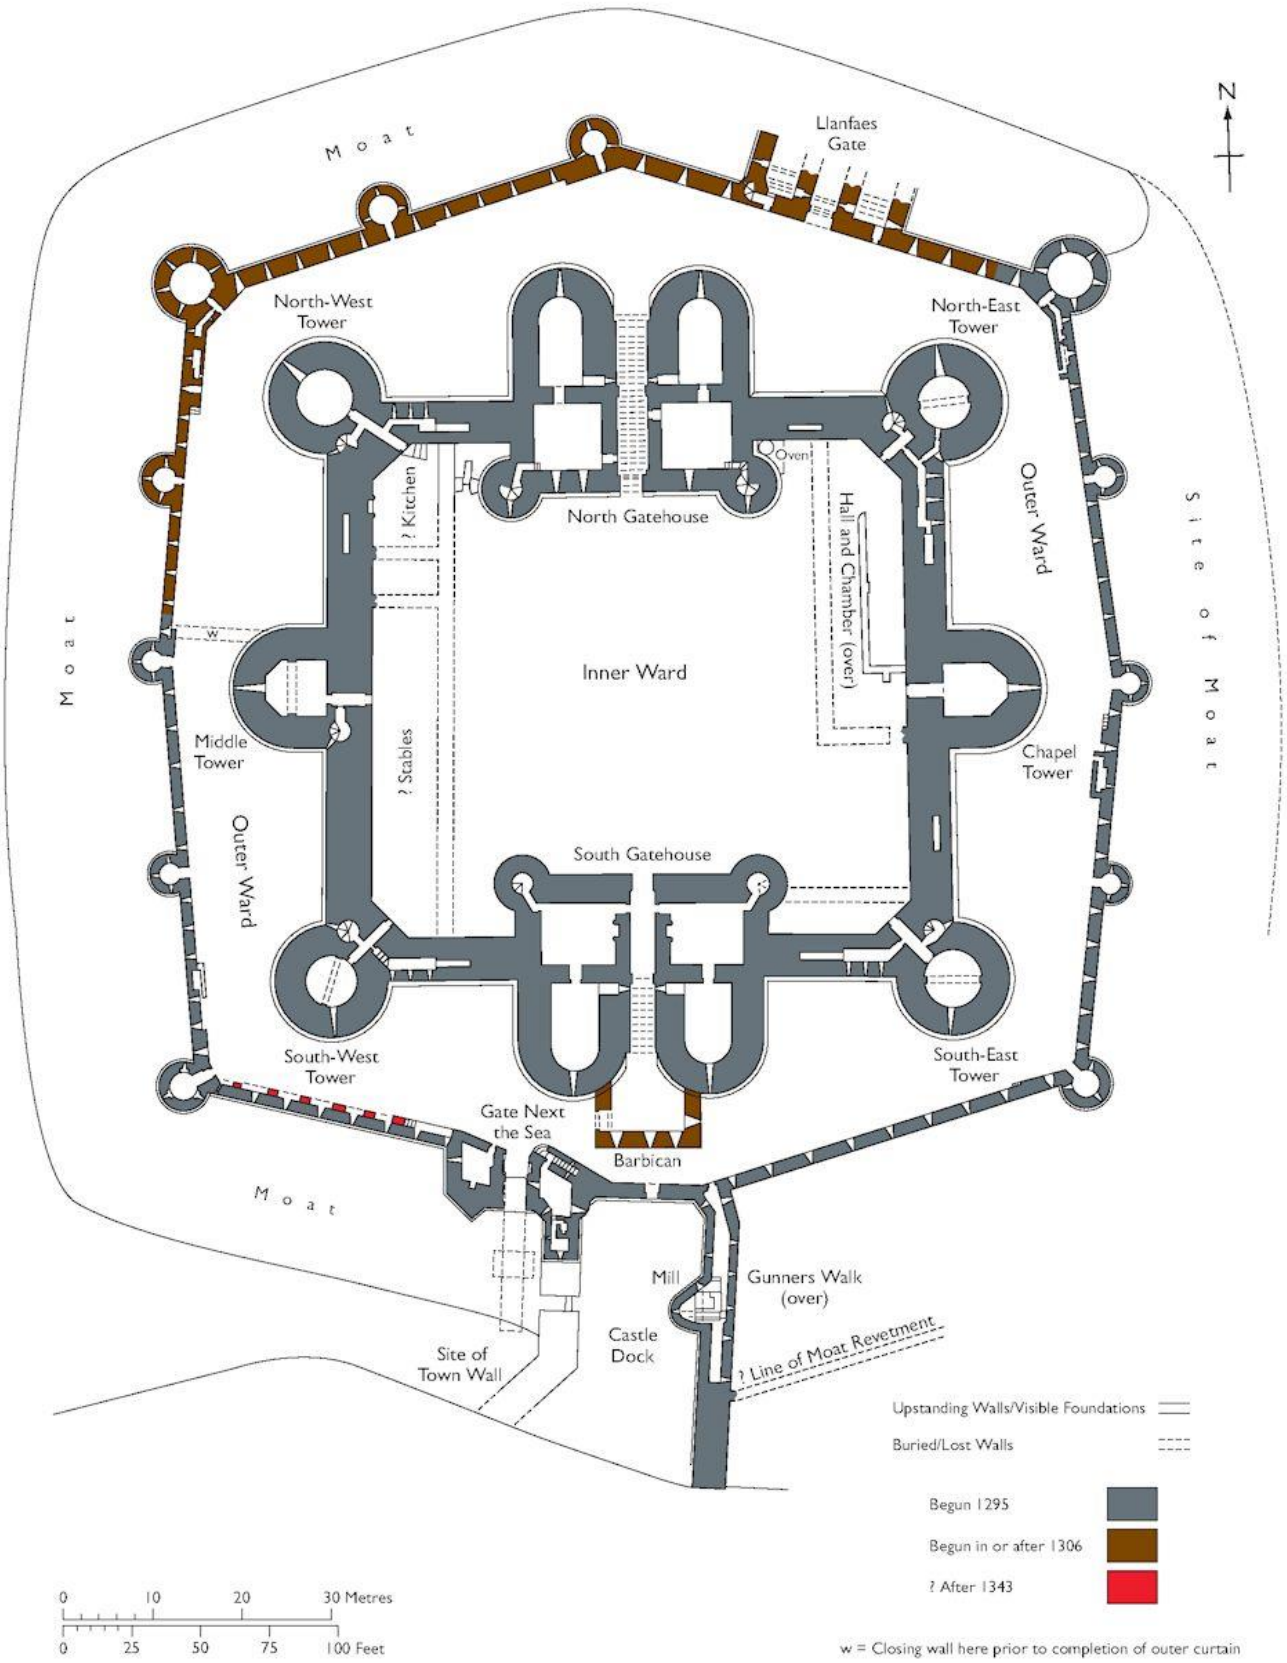 N
Moat
Llanfaes
Gate
North-West
Tower
North-East
Tower
Oven
? Kitchen
North Gatehouse
Hall and Chamber (over)
Outer Ward
Site of Moat
Moat
w
Inner Ward
Middle
Tower
? Stables
Chapel
Tower
Outer Ward
South Gatehouse
South-West
Tower
South-East
Tower
Gate Next
the Sea
Barbican
Moat
Mill
Gunners Walk
(over)
Castle
Dock
? Line of Moat Revetment
Site of
Town Wall
Upstanding Walls/Visible Foundations
Buried/Lost Walls
Begun 1295
Begun in or after 1306
? After 1343
0 10 20 30 Metres
0 25 50 75 100 Feet
w = Closing wall here prior to completion of outer curtain